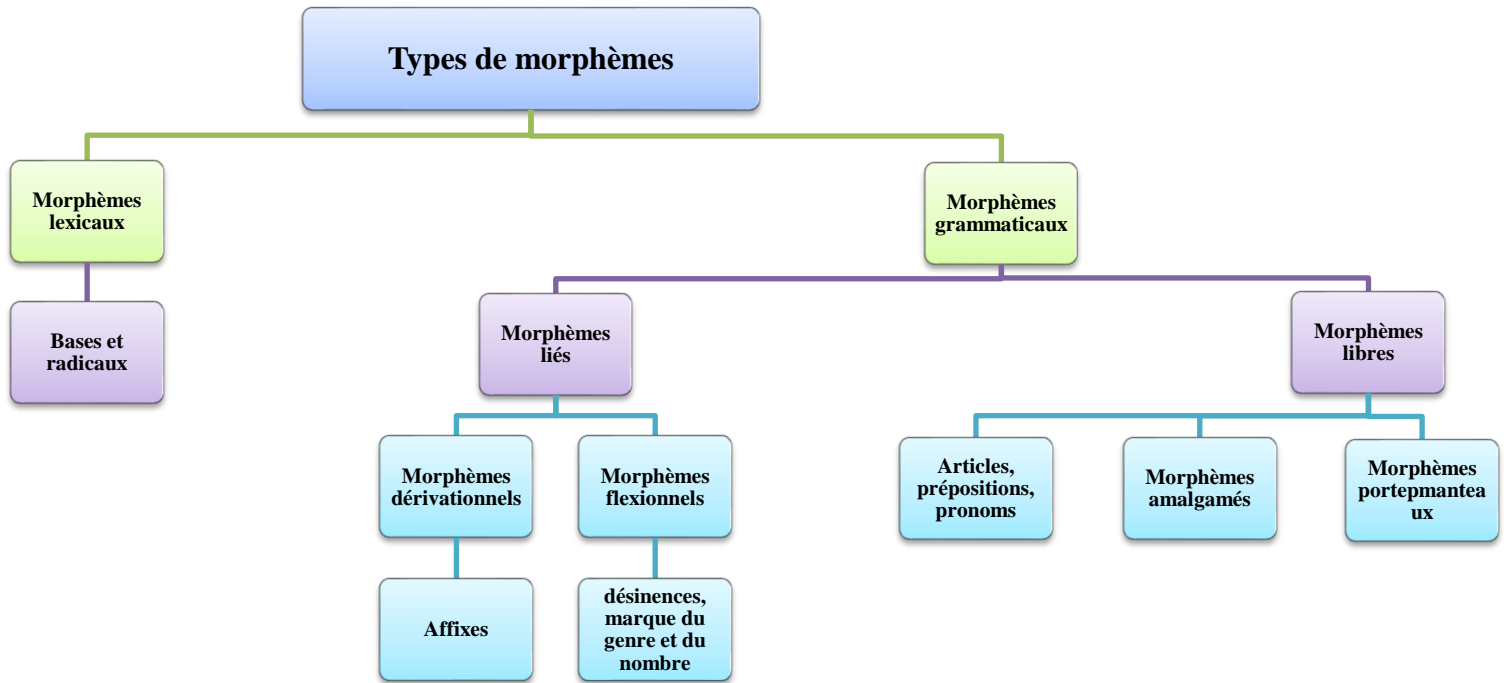 Types de morphèmes
Morphèmes
lexicaux
Morphèmes
grammaticaux
Bases et
radicaux
Morphèmes
liés
Morphèmes
libres
Morphèmes
dérivationnels
Morphèmes
flexionnels
Articles,
prépositions,
pronoms
Morphèmes
amalgamés
Morphèmes
portepmantea
ux
Affixes
désinences,
marque du
genre et du
nombre